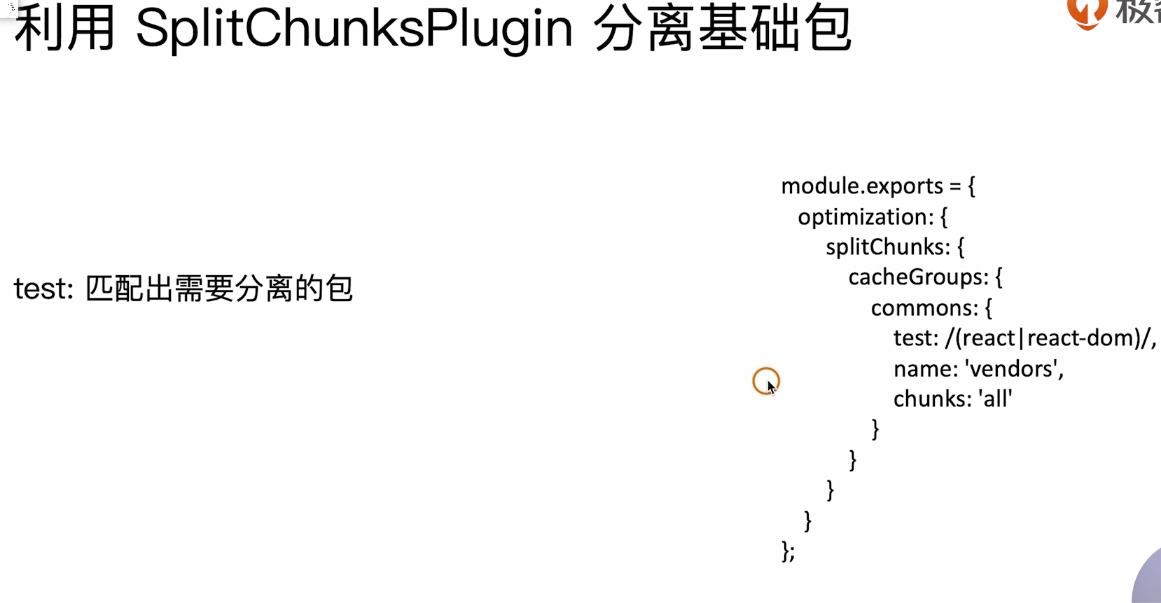 利用 SplitChunksPlugin 分离基础包
极
test: 匹配出需要分离的包
module.exports = {
optimization: {
splitChunks: {
cacheGroups: {
commons: {
test: /(react|react-dom)/,
name: 'vendors',
chunks: 'all'
}
}
}
}
};